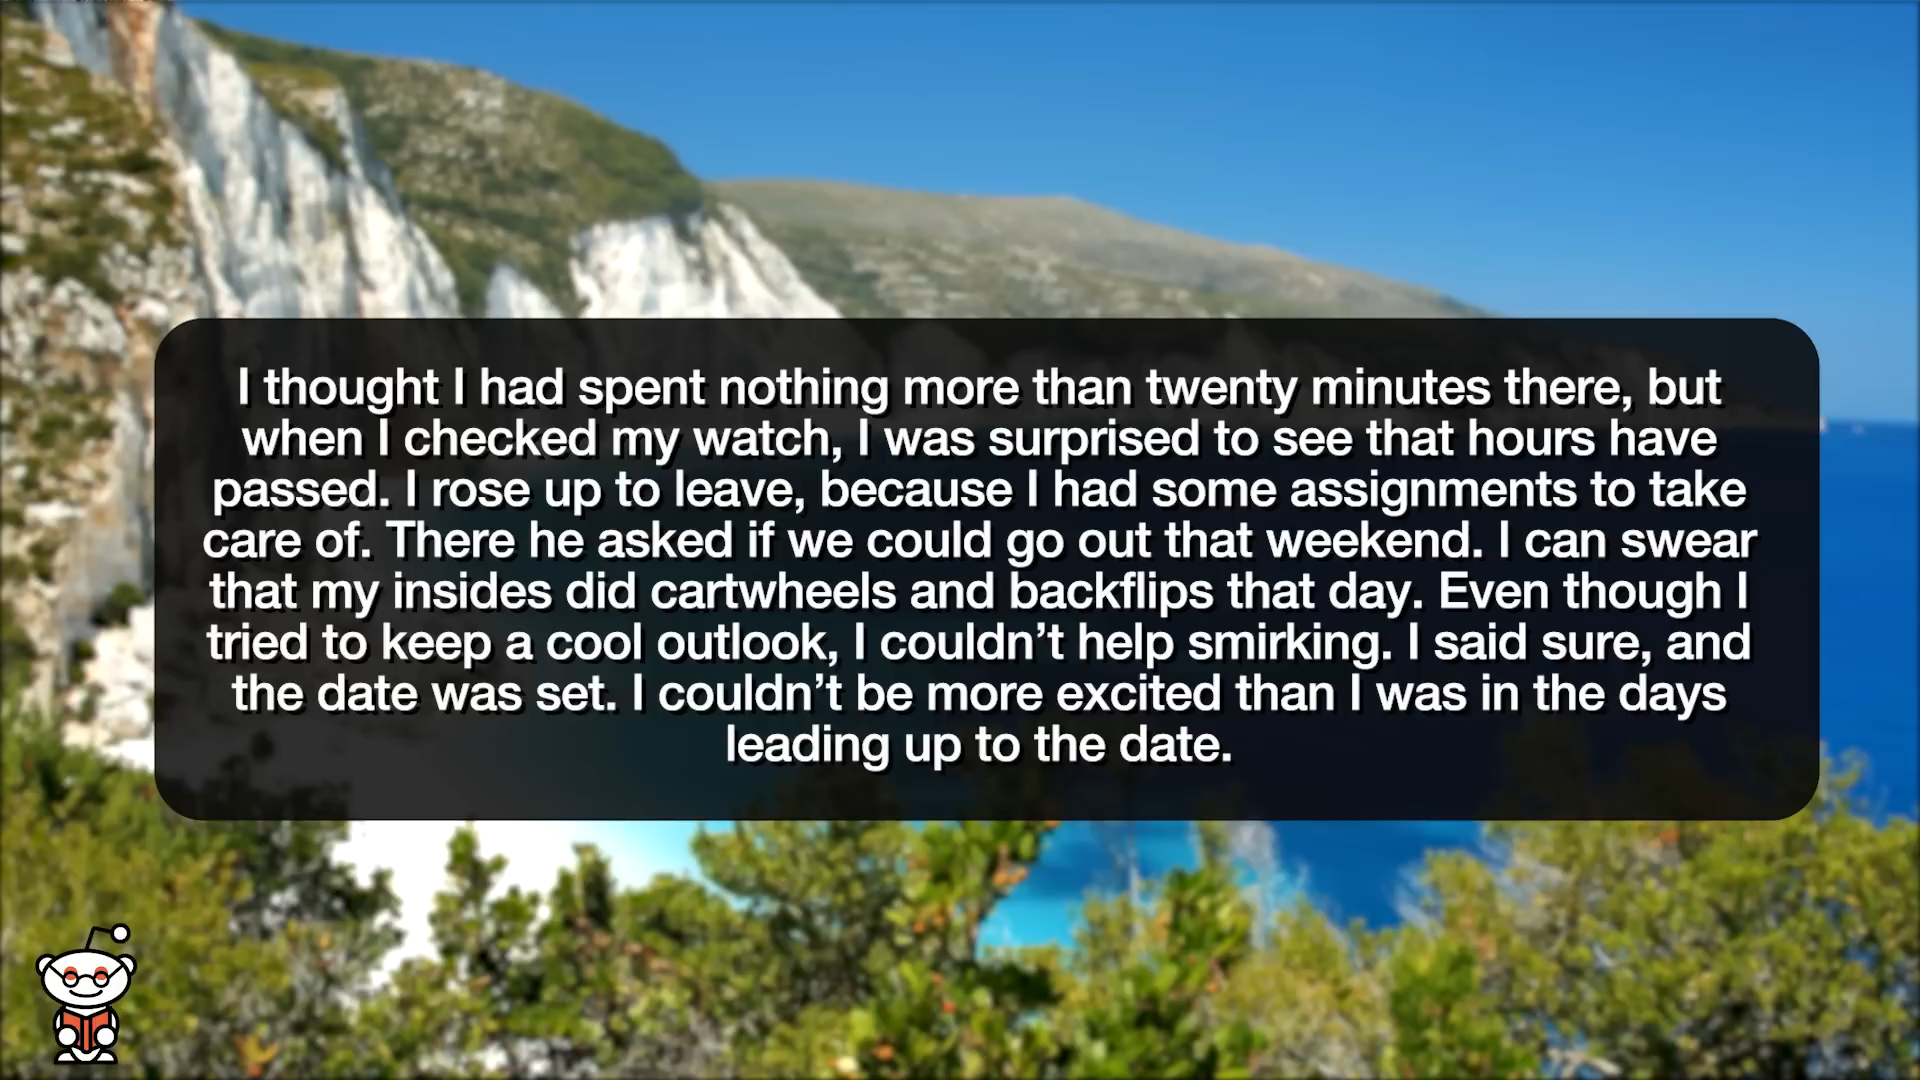 I thought I had spent nothing more than twenty minutes there, but
when I checked my watch, I was surprised to see that hours have
passed. I rose up to leave, because I had some assignments to take
care of. There he asked if we could go out that weekend. I can swear
that my insides did cartwheels and backflips that day. Even though I
tried to keep a cool outlook, I couldn’t help smirking. I said sure, and
the date was set. I couldn’t be more excited than I was in the days
leading up to the date.